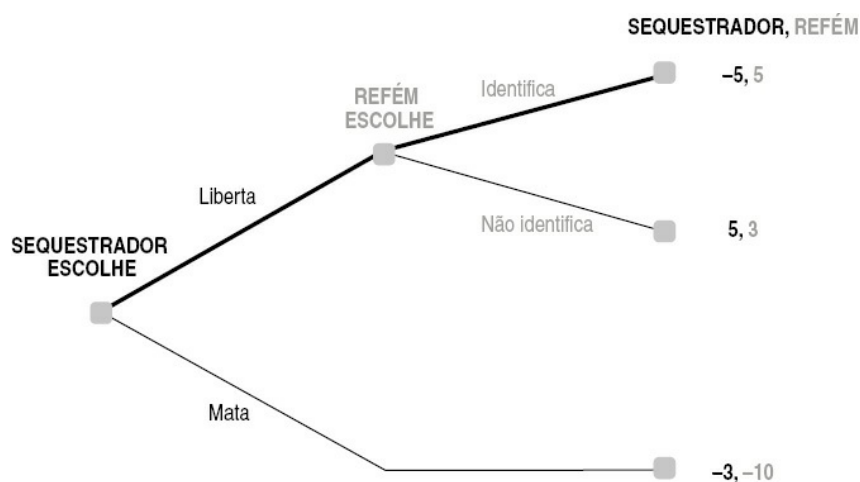 SEQUESTRADOR, REFÉM
–5, 5
Identifica
REFÉM
ESCOLHE
Liberta
Não identifica
5, 3
SEQUESTRADOR
ESCOLHE
Mata
–3, –10